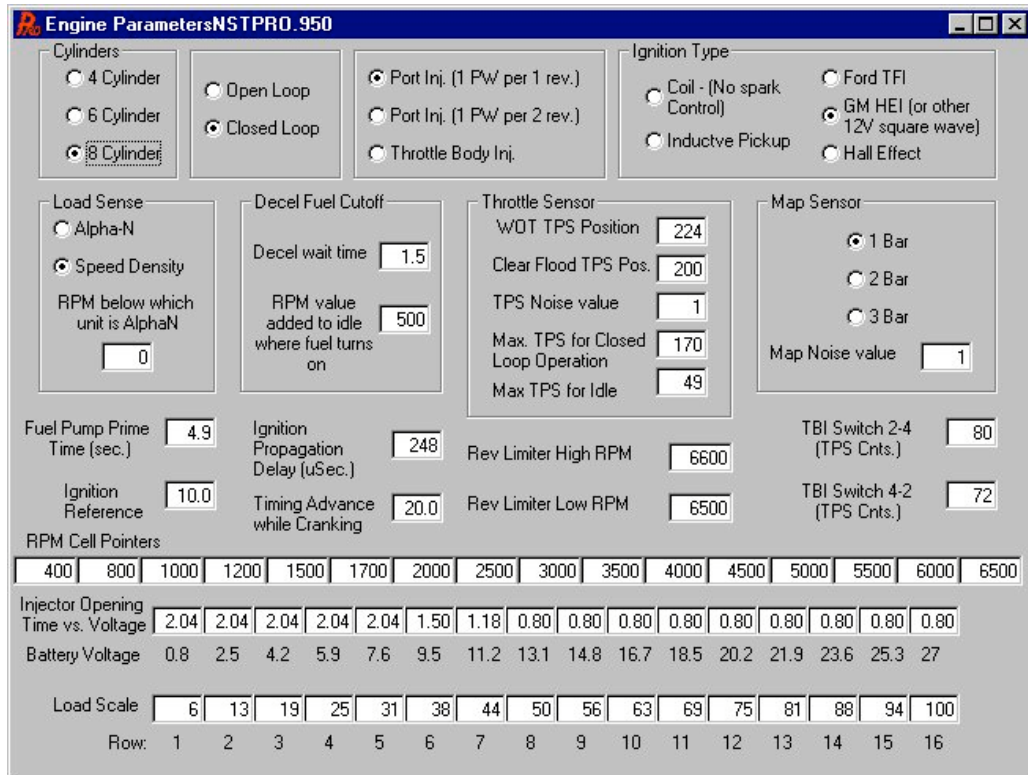 Engine ParametersNSTPRO.950
Cylinders
4 Cylinder
6 Cylinder
8 Cylinder
Open Loop
Closed Loop
Port Inj. (1 PW per 1 rev.)
Port Inj. (1 PW per 2 rev.)
Throttle Body Inj.
Ignition Type
Coil - (No spark
Control)
Inductve Pickup
Ford TFI
GM HEI (or other
12V square wave)
Hall Effect
Load Sense
Alpha-N
Speed Density
RPM below which
unit is AlphaN
0
Decel Fuel Cutoff
Decel wait time 1.5
RPM value
added to idle
where fuel turns
on
500
Throttle Sensor
WOT TPS Position 224
Clear Flood TPS Pos. 200
TPS Noise value 1
Max. TPS for Closed
Loop Operation
170
Max TPS for Idle 49
Map Sensor
1 Bar
2 Bar
3 Bar
Map Noise value 1
Fuel Pump Prime
Time (sec.)
4.9
Ignition
Reference
10.0
Ignition
Propagation
Delay (uSec.)
248
Timing Advance
while Cranking
20.0
Rev Limiter High RPM 6600
Rev Limiter Low RPM 6500
TBI Switch 2-4
(TPS Cnts.)
80
TBI Switch 4-2
(TPS Cnts.)
72
RPM Cell Pointers
400 800 1000 1200 1500 1700 2000 2500 3000 3500 4000 4500 5000 5500 6000 6500
Injector Opening
Time vs. Voltage 2.04 2.04 2.04 2.04 2.04 1.50 1.18 0.80 0.80 0.80 0.80 0.80 0.80 0.80 0.80 0.80
Battery Voltage 0.8 2.5 4.2 5.9 7.6 9.5 11.2 13.1 14.8 16.7 18.5 20.2 21.9 23.6 25.3 27
Load Scale 6 13 19 25 31 38 44 50 56 63 69 75 81 88 94 100
Row: 1 2 3 4 5 6 7 8 9 10 11 12 13 14 15 16